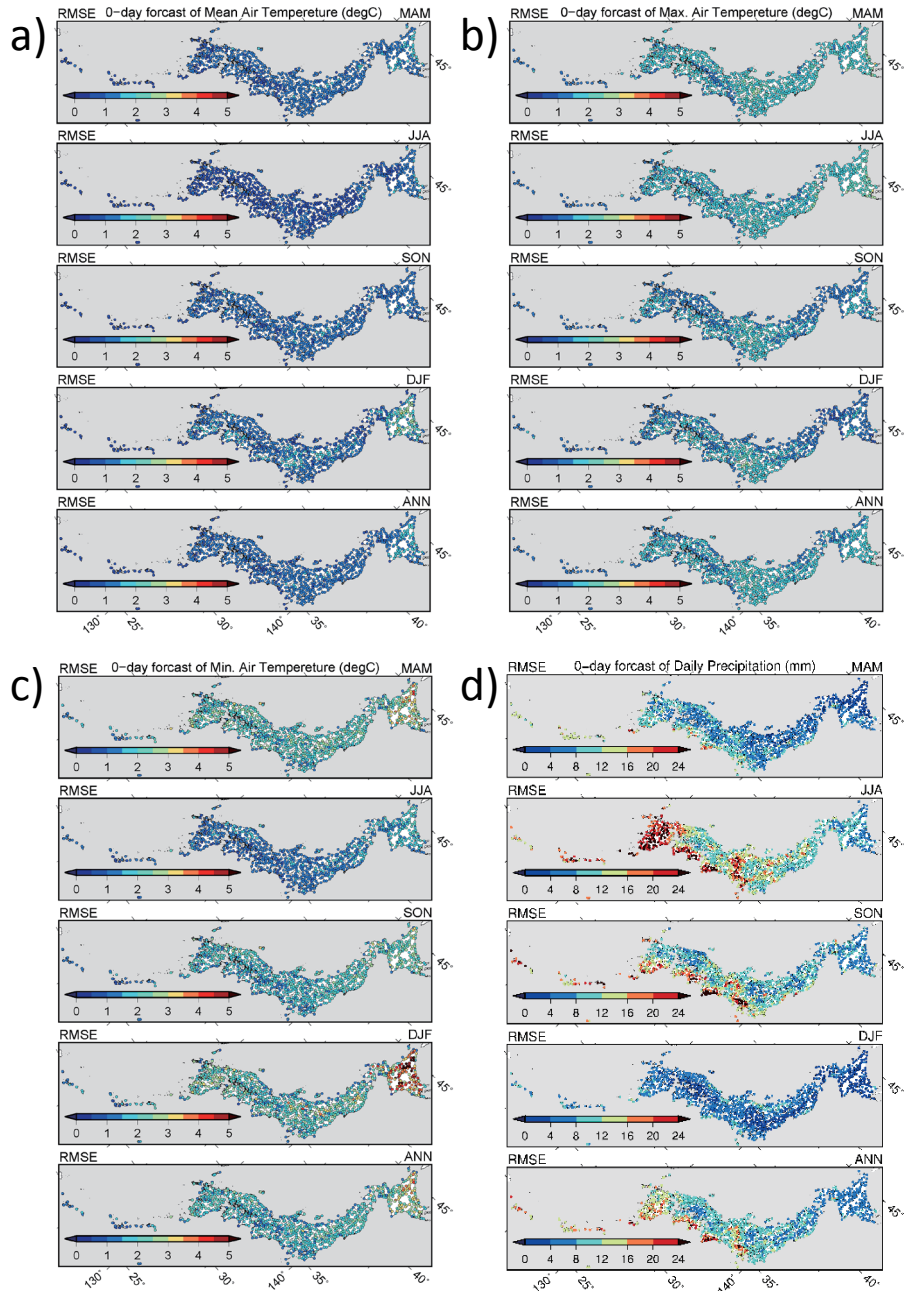 a)
RMSE 0-day forcast of Mean Air Tempereture (degC) MAM
45°
0 1 2 3 4 5
RMSE JJA
45°
0 1 2 3 4 5
RMSE SON
45°
0 1 2 3 4 5
RMSE DJF
45°
0 1 2 3 4 5
RMSE ANN
45°
0 1 2 3 4 5
130° 25° 30° 140° 35° 40°
b)
RMSE 0-day forcast of Max. Air Tempereture (degC) MAM
45°
0 1 2 3 4 5
RMSE JJA
45°
0 1 2 3 4 5
RMSE SON
45°
0 1 2 3 4 5
RMSE DJF
45°
0 1 2 3 4 5
RMSE ANN
45°
0 1 2 3 4 5
130° 25° 30° 140° 35° 40°
c)
RMSE 0-day forcast of Min. Air Tempereture (degC) MAM
45°
0 1 2 3 4 5
RMSE JJA
45°
0 1 2 3 4 5
RMSE SON
45°
0 1 2 3 4 5
RMSE DJF
45°
0 1 2 3 4 5
RMSE ANN
45°
0 1 2 3 4 5
130° 25° 30° 140° 35° 40°
d)
RMSE 0-day forcast of Daily Precipitation (mm) MAM
45°
0 4 8 12 16 20 24
RMSE JJA
45°
0 4 8 12 16 20 24
RMSE SON
45°
0 4 8 12 16 20 24
RMSE DJF
45°
0 4 8 12 16 20 24
RMSE ANN
45°
0 4 8 12 16 20 24
130° 25° 30° 140° 35° 40°